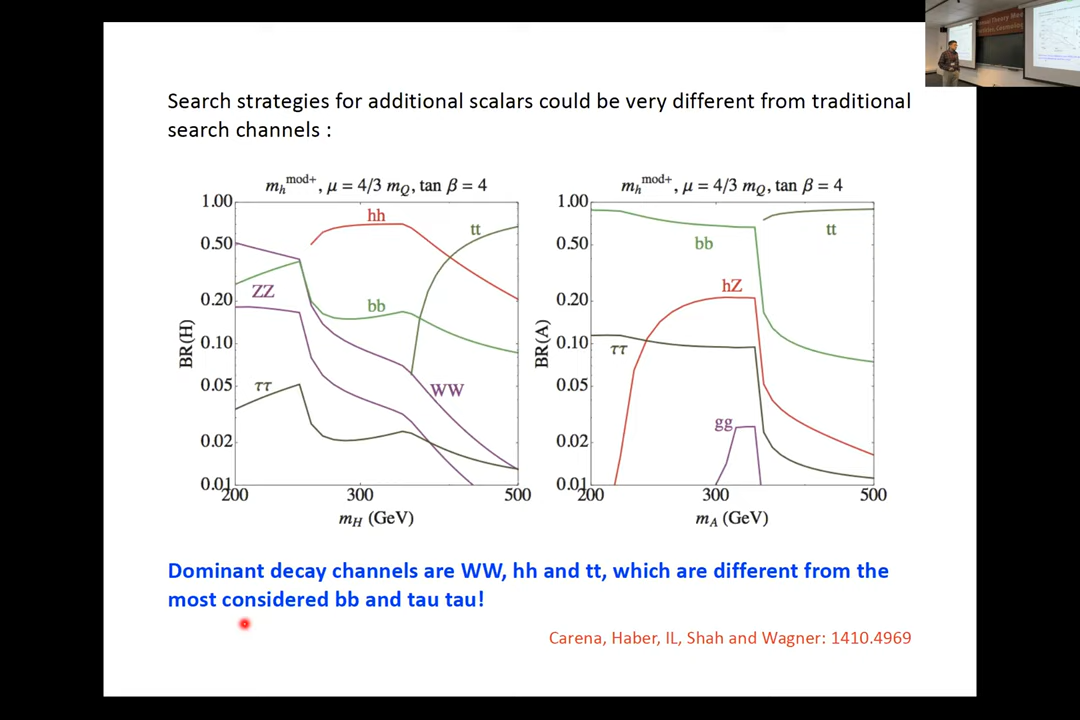 Search strategies for additional scalars could be very different from traditional
search channels :
m_h^mod+, μ = 4/3 m_Q, tan β = 4
1.00
0.50
0.20
0.10
0.05
0.02
0.01
BR(H)
hh
tt
ZZ
bb
ττ
WW
200
300
500
m_H (GeV)
m_h^mod+, μ = 4/3 m_Q, tan β = 4
1.00
0.50
0.20
0.10
0.05
0.02
0.01
BR(A)
tt
bb
hZ
ττ
gg
200
300
500
m_A (GeV)
Dominant decay channels are WW, hh and tt, which are different from the
most considered bb and tau tau!
Carena, Haber, IL, Shah and Wagner: 1410.4969